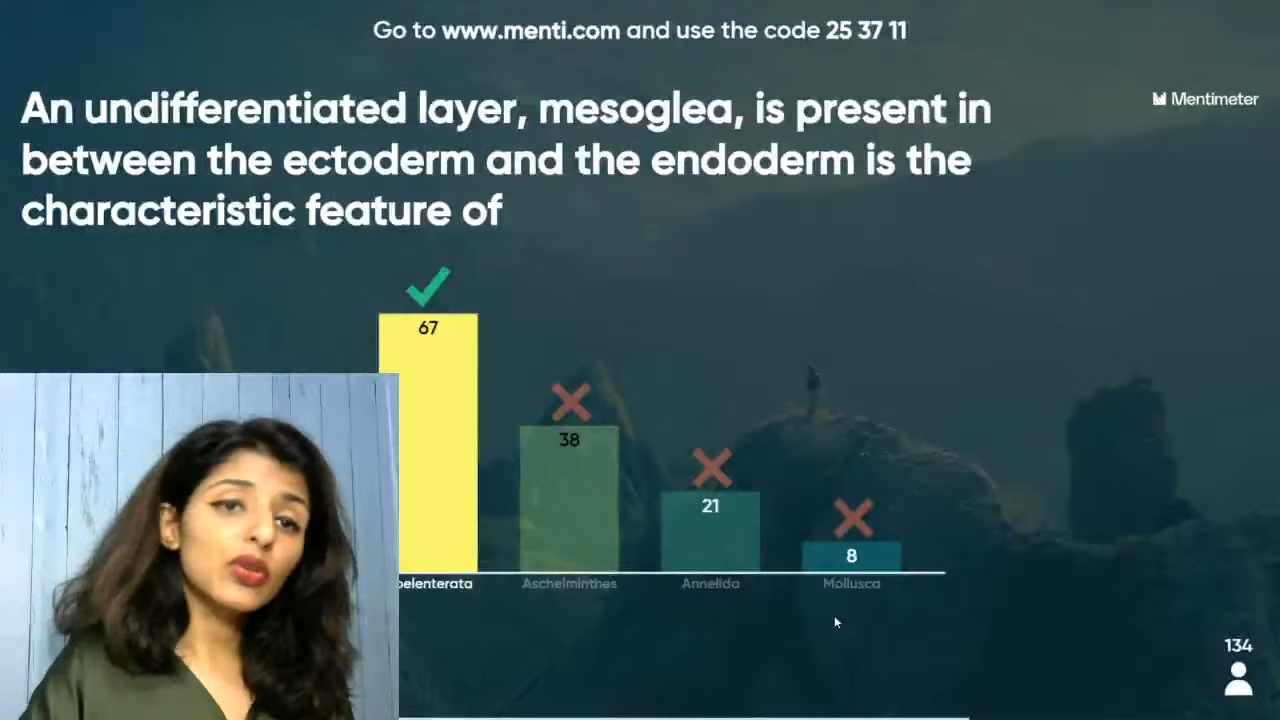 Go to www.menti.com and use the code 25 37 11
Mentimeter
An undifferentiated layer, mesoglea, is present in
between the ectoderm and the endoderm is the
characteristic feature of
67
38
21
8
oelenterata
Aschelminthes
Annelida
Mollusca
134